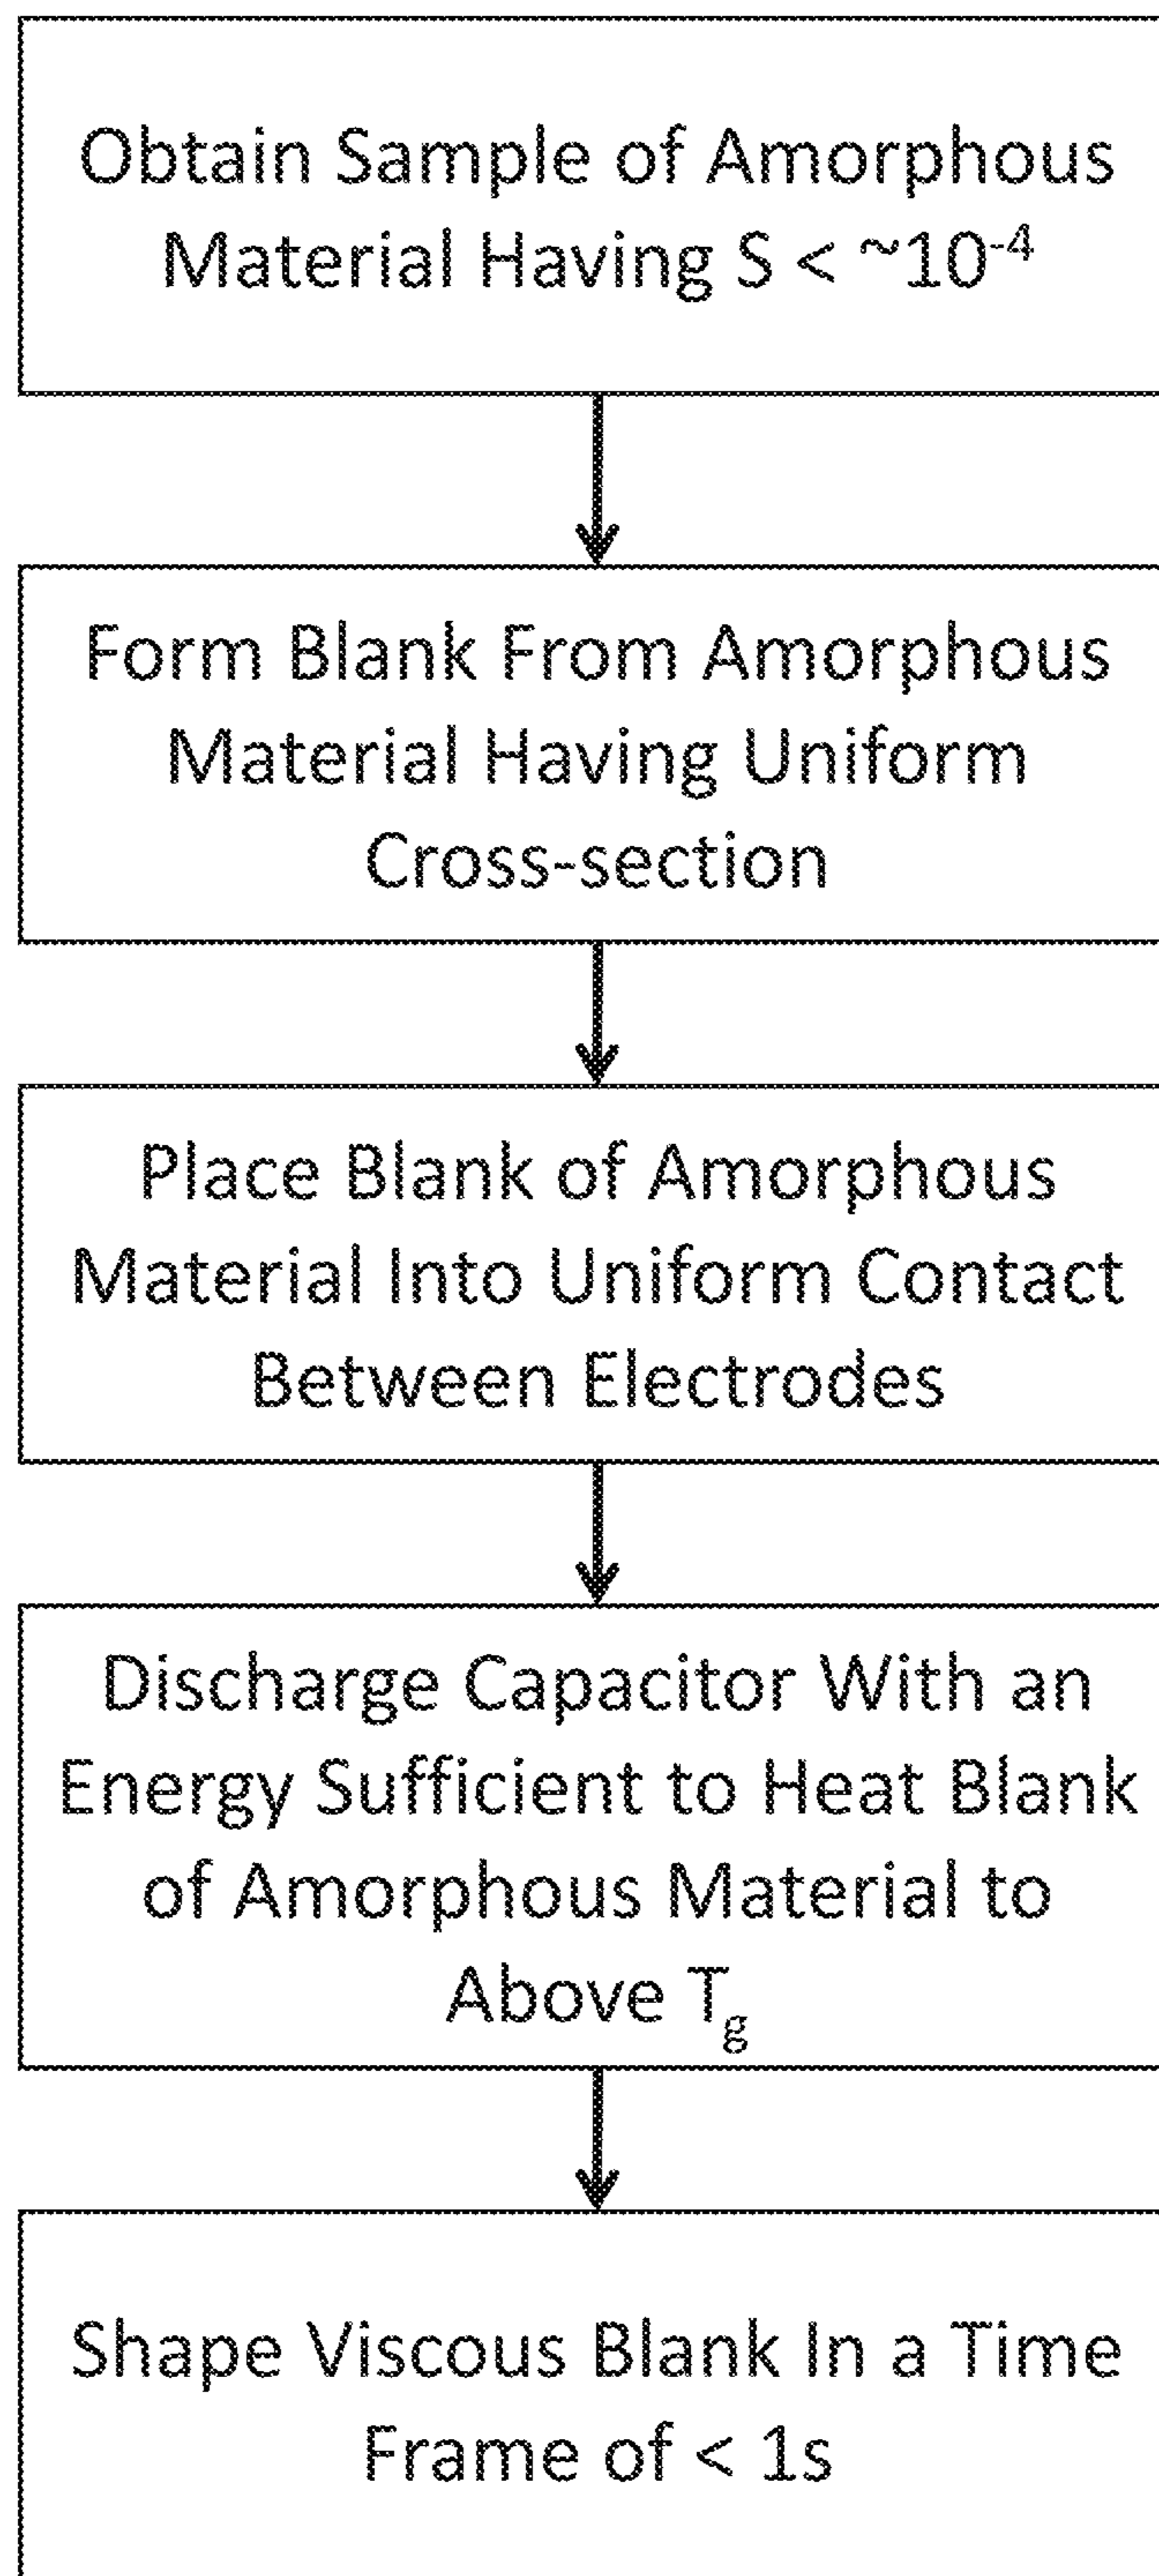 Obtain Sample of Amorphous
Material Having S < ~10⁻⁴
Form Blank From Amorphous
Material Having Uniform
Cross-section
Place Blank of Amorphous
Material Into Uniform Contact
Between Electrodes
Discharge Capacitor With an
Energy Sufficient to Heat Blank
of Amorphous Material to
Above Tg
Shape Viscous Blank In a Time
Frame of < 1s